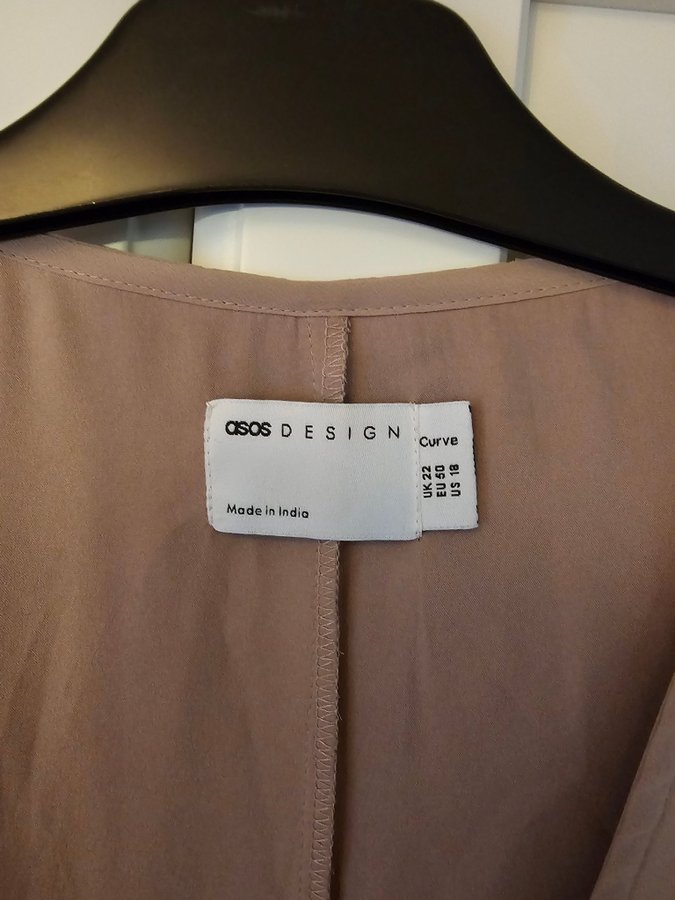 asos DESIGN
Made in India
Curve
UK 22
EU 50
US 18